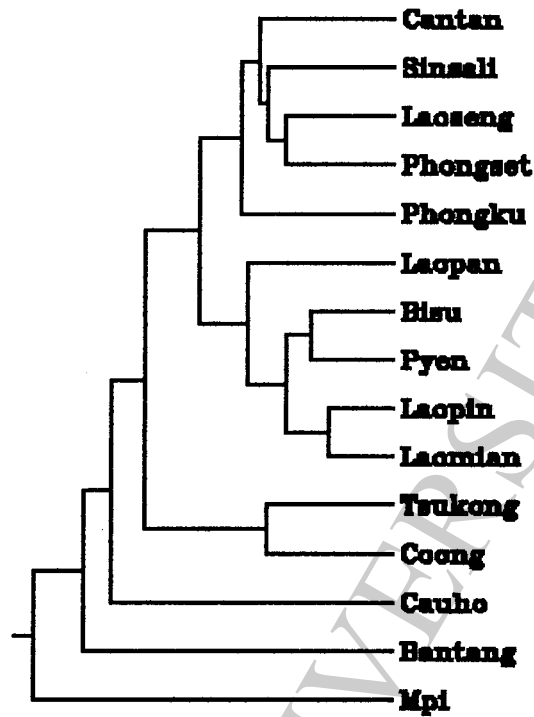 Cantan
Sinsali
Laoseng
Phongset
Phongku
Laopan
Bisu
Pyen
Laopin
Laomian
Tsukong
Coong
Cauho
Bantang
Mpi